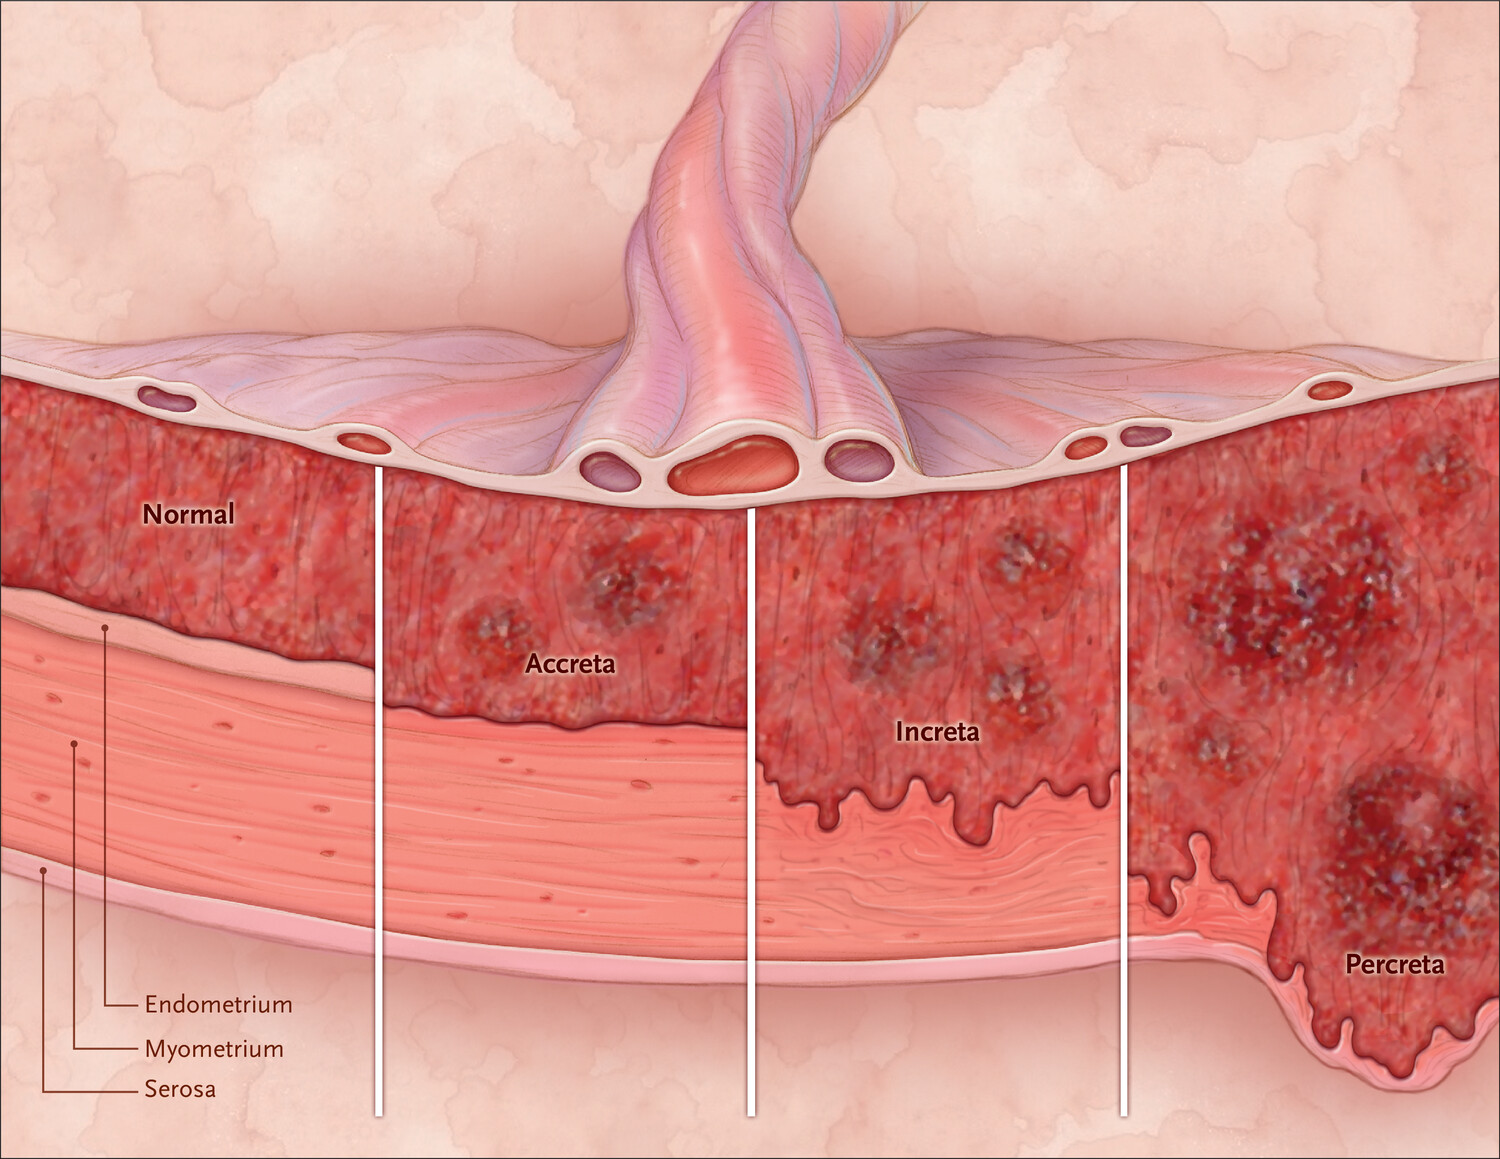 Normal
Accreta
Increta
Percreta
Endometrium
Myometrium
Serosa